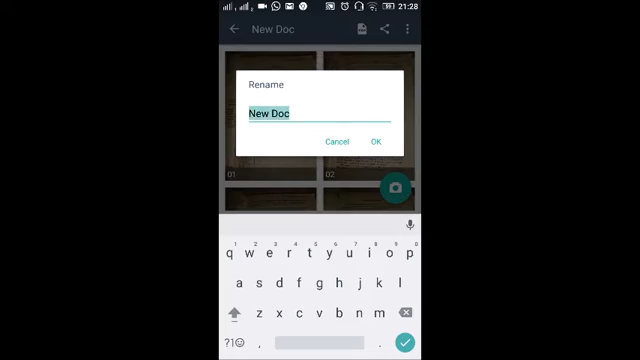 21:28
New Doc
Rename
New Doc
Cancel OK
01 02
1 2 3 4 5 6 7 8 9 0
q w e r t y u i o p
a s d f g h j k l
z x c v b n m
?1☺ , .